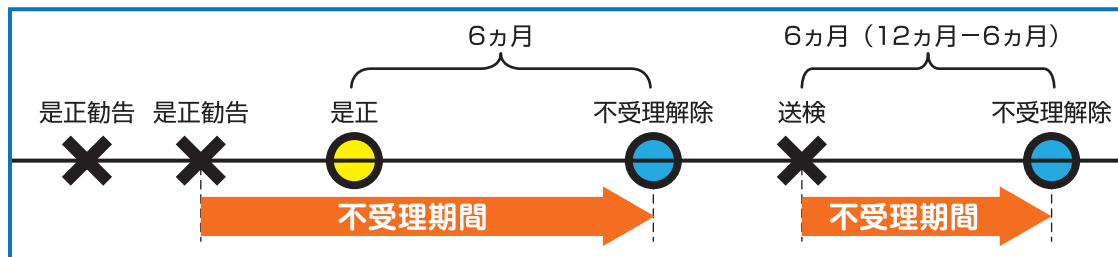 6ヵ月
6ヵ月（12ヵ月－6ヵ月）
是正勧告
是正勧告
是正
不受理解除
送検
不受理解除
不受理期間
不受理期間